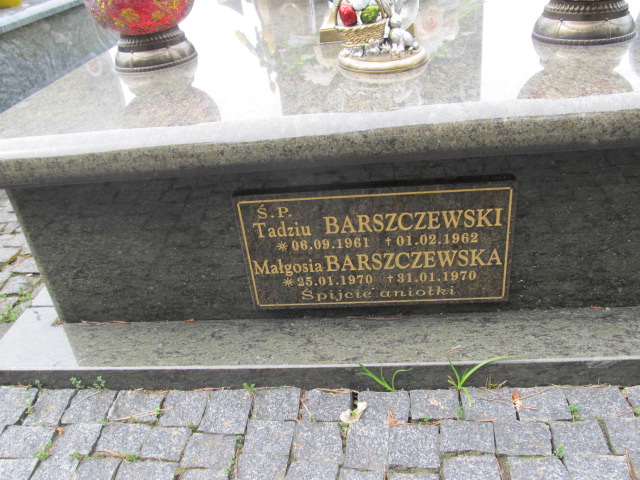 Ś.P.
Tadziu BARSZCZEWSKI
*06.09.1961 †01.02.1962
Małgosia BARSZCZEWSKA
*25.01.1970 †31.01.1970
Śpijcie aniołki